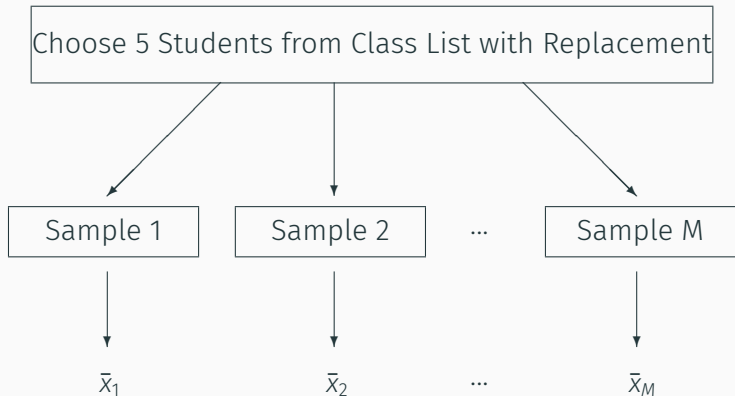 Choose 5 Students from Class List with Replacement
Sample 1 Sample 2 ... Sample M
x̄₁ x̄₂ ... x̄_M